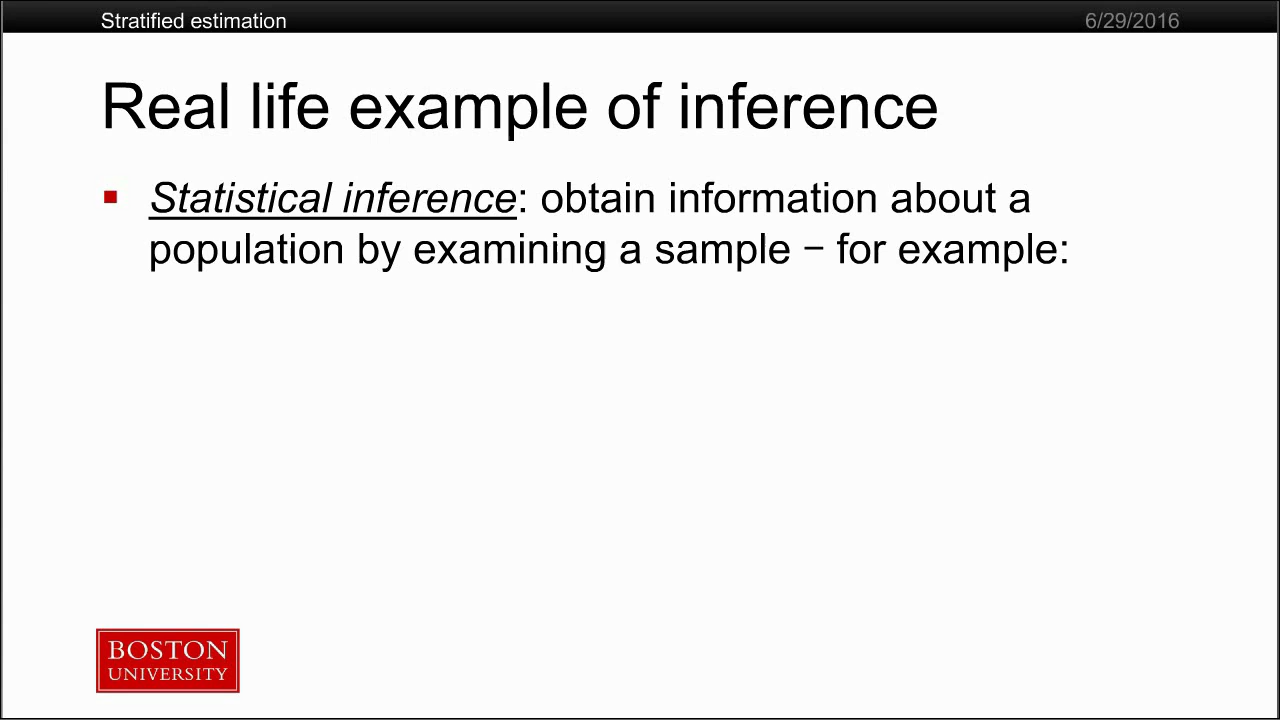 Stratified estimation 6/29/2016
Real life example of inference
▪ Statistical inference: obtain information about a
population by examining a sample − for example:
BOSTON
UNIVERSITY